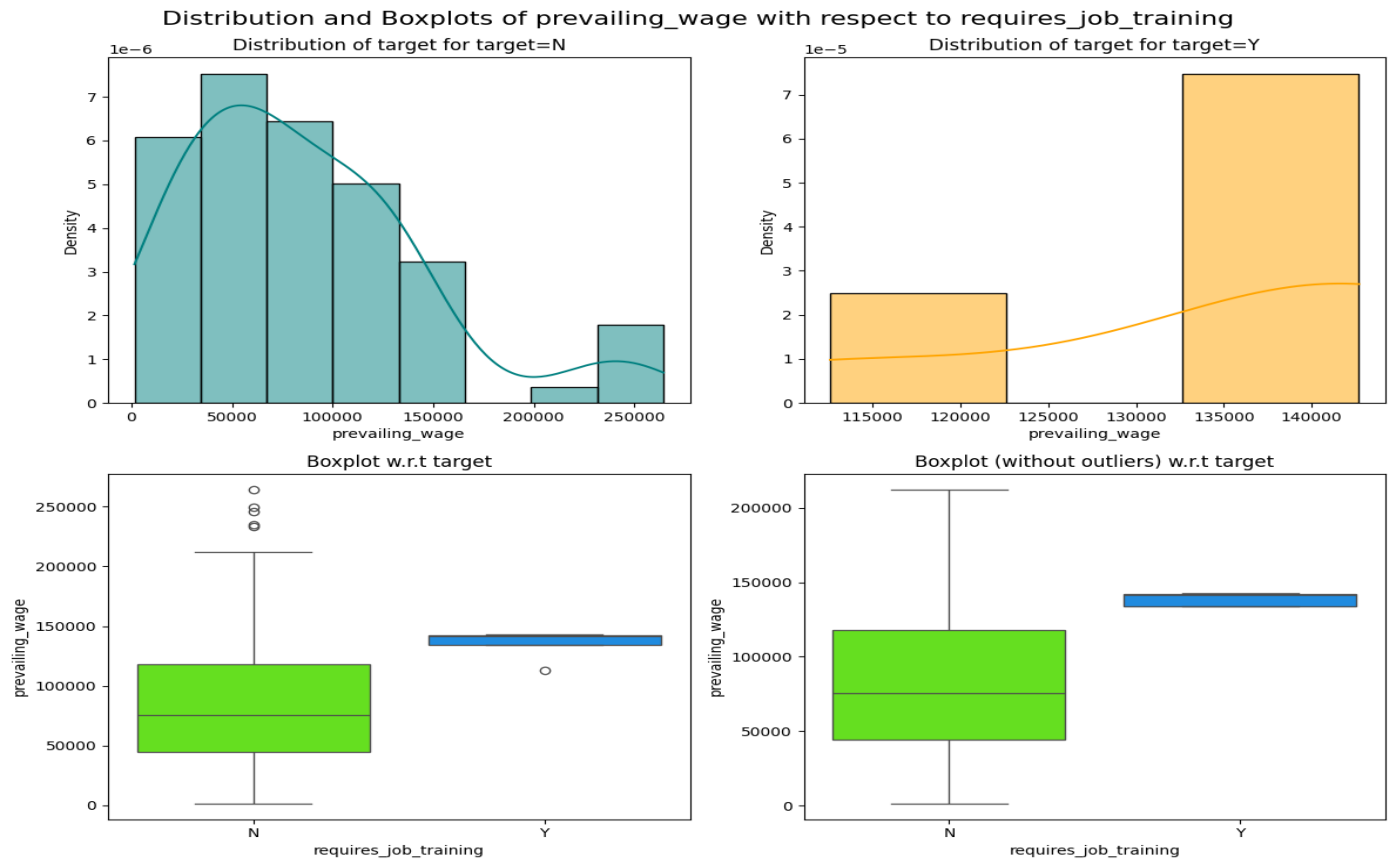 Distribution and Boxplots of prevailing_wage with respect to requires_job_training
Distribution of target for target=N
1e−6
7
6
5
4
3
2
1
0
Density
0 50000 100000 150000 200000 250000
prevailing_wage
Distribution of target for target=Y
1e−5
7
6
5
4
3
2
1
0
Density
115000 120000 125000 130000 135000 140000
prevailing_wage
Boxplot w.r.t target
250000
200000
150000
100000
50000
0
prevailing_wage
N Y
requires_job_training
Boxplot (without outliers) w.r.t target
200000
150000
100000
50000
0
prevailing_wage
N Y
requires_job_training